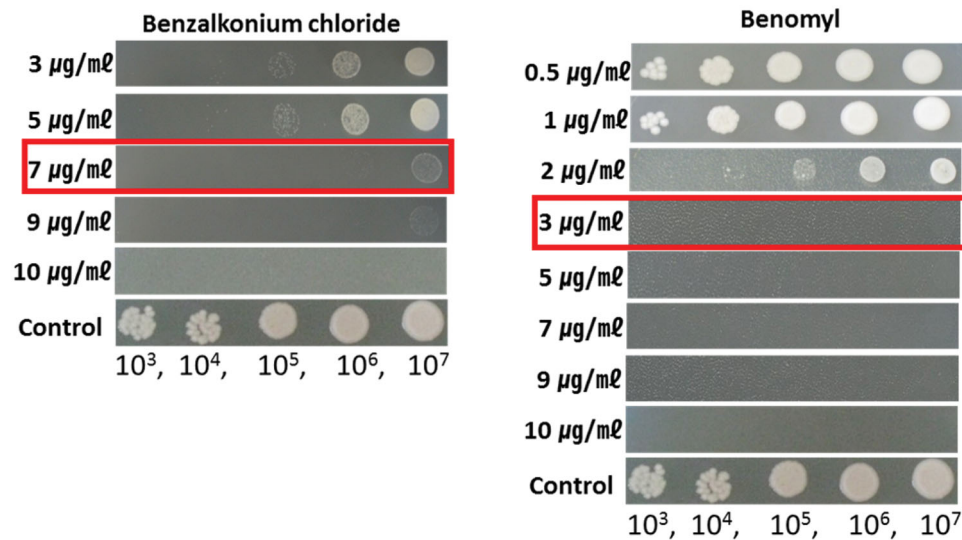 Benzalkonium chloride
3 μg/mℓ
5 μg/mℓ
7 μg/mℓ
9 μg/mℓ
10 μg/mℓ
Control
10³, 10⁴, 10⁵, 10⁶, 10⁷
Benomyl
0.5 μg/mℓ
1 μg/mℓ
2 μg/mℓ
3 μg/mℓ
5 μg/mℓ
7 μg/mℓ
9 μg/mℓ
10 μg/mℓ
Control
10³, 10⁴, 10⁵, 10⁶, 10⁷